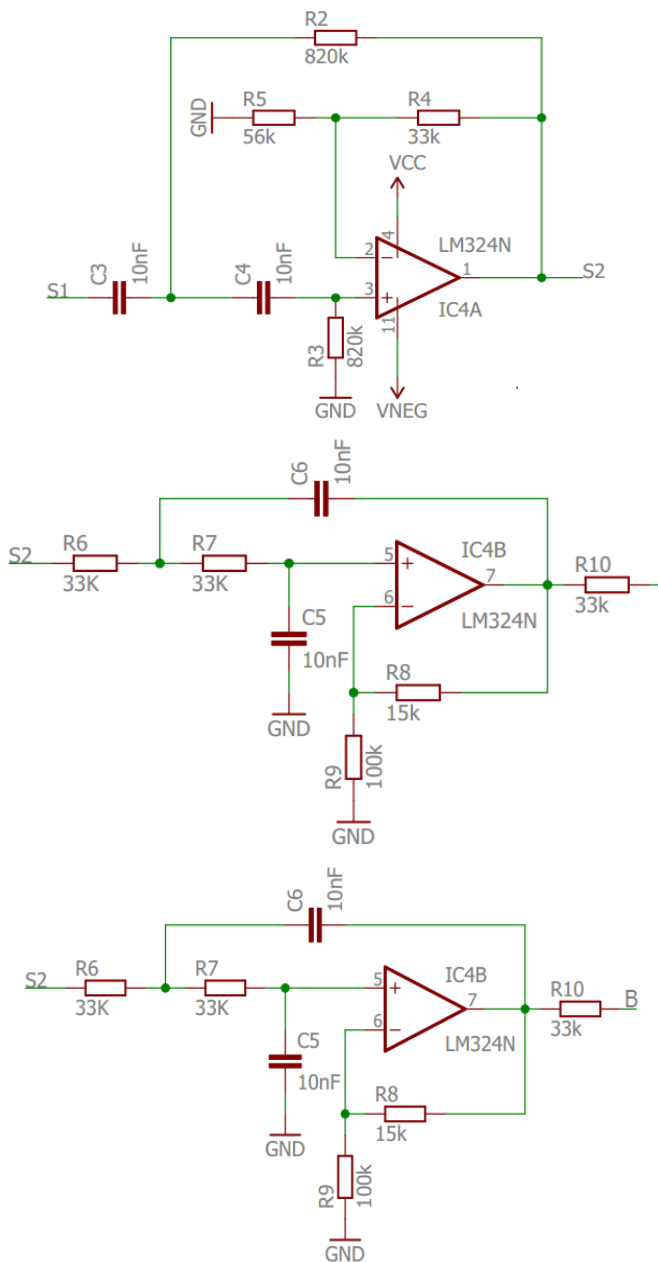 R2
820k
GND
R5
56k
R4
33k
VCC
C3
10nF
C4
10nF
4
LM324N
2
−
1
S2
S1
3
+
11
IC4A
R3
820k
GND
VNEG
C6
10nF
S2
R6
33K
R7
33K
5
+
IC4B
7
R10
33k
6
−
LM324N
C5
10nF
R8
15k
GND
R9
100k
GND
C6
10nF
S2
R6
33K
R7
33K
5
+
IC4B
7
R10
33k
B
6
−
LM324N
C5
10nF
R8
15k
GND
R9
100k
GND